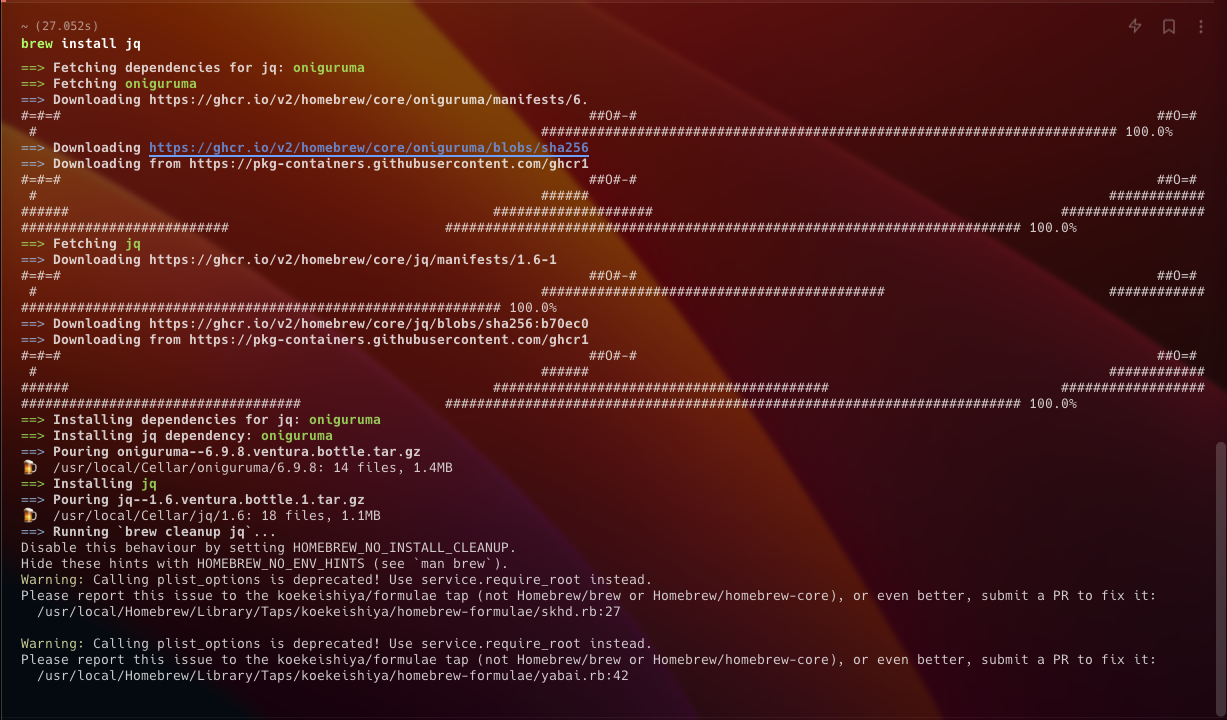 ~ (27.052s)
brew install jq
==> Fetching dependencies for jq: oniguruma
==> Fetching oniguruma
==> Downloading https://ghcr.io/v2/homebrew/core/oniguruma/manifests/6.
#=#=# ##O#-# ##O=#
# ######################################################################## 100.0%
==> Downloading https://ghcr.io/v2/homebrew/core/oniguruma/blobs/sha256
==> Downloading from https://pkg-containers.githubusercontent.com/ghcr1
#=#=# ##O#-# ##O=#
# ###### ############
###### #################### ##################
########################## ######################################################################## 100.0%
==> Fetching jq
==> Downloading https://ghcr.io/v2/homebrew/core/jq/manifests/1.6-1
#=#=# ##O#-# ##O=#
# ########################################### ############
############################################################ 100.0%
==> Downloading https://ghcr.io/v2/homebrew/core/jq/blobs/sha256:b70ec0
==> Downloading from https://pkg-containers.githubusercontent.com/ghcr1
#=#=# ##O#-# ##O=#
# ###### ############
###### ########################################## ##################
################################### ######################################################################## 100.0%
==> Installing dependencies for jq: oniguruma
==> Installing jq dependency: oniguruma
==> Pouring oniguruma--6.9.8.ventura.bottle.tar.gz
🍺 /usr/local/Cellar/oniguruma/6.9.8: 14 files, 1.4MB
==> Installing jq
==> Pouring jq--1.6.ventura.bottle.1.tar.gz
🍺 /usr/local/Cellar/jq/1.6: 18 files, 1.1MB
==> Running `brew cleanup jq`...
Disable this behaviour by setting HOMEBREW_NO_INSTALL_CLEANUP.
Hide these hints with HOMEBREW_NO_ENV_HINTS (see `man brew`).
Warning: Calling plist_options is deprecated! Use service.require_root instead.
Please report this issue to the koekeishiya/formulae tap (not Homebrew/brew or Homebrew/homebrew-core), or even better, submit a PR to fix it:
/usr/local/Homebrew/Library/Taps/koekeishiya/homebrew-formulae/skhd.rb:27
Warning: Calling plist_options is deprecated! Use service.require_root instead.
Please report this issue to the koekeishiya/formulae tap (not Homebrew/brew or Homebrew/homebrew-core), or even better, submit a PR to fix it:
/usr/local/Homebrew/Library/Taps/koekeishiya/homebrew-formulae/yabai.rb:42